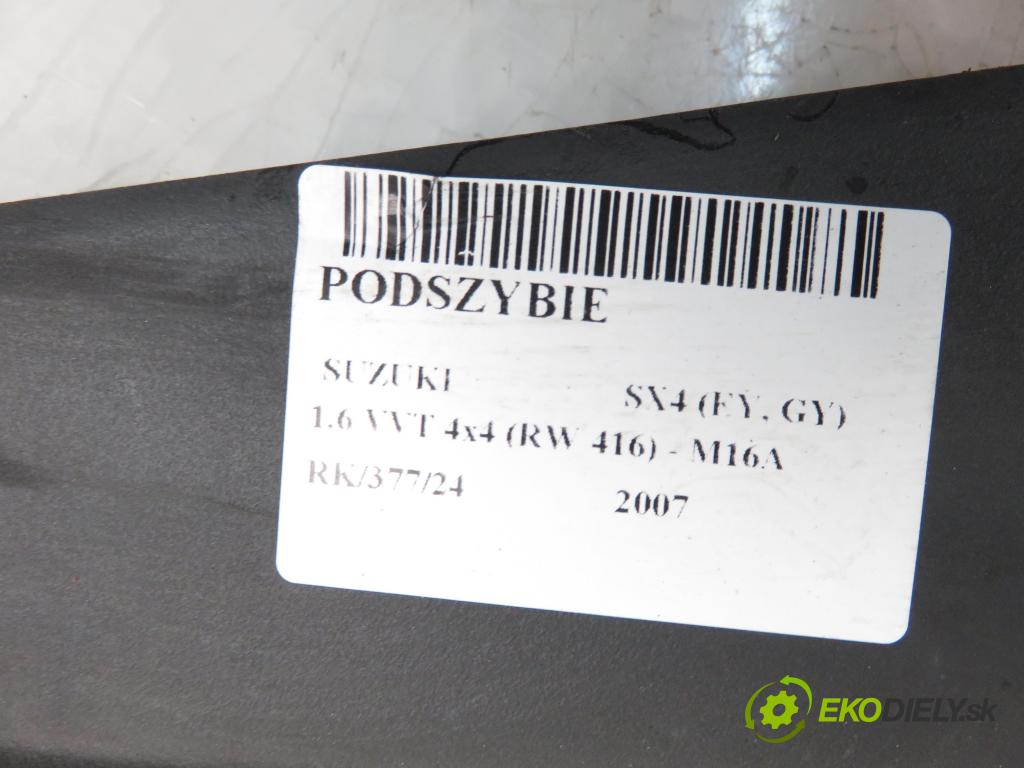 PODSZYBIE
SUZUKI SX4 (EY, GY)
1.6 VVT 4x4 (RW 416) - M16A
RK/377/24 2007
EKODIELY.sk